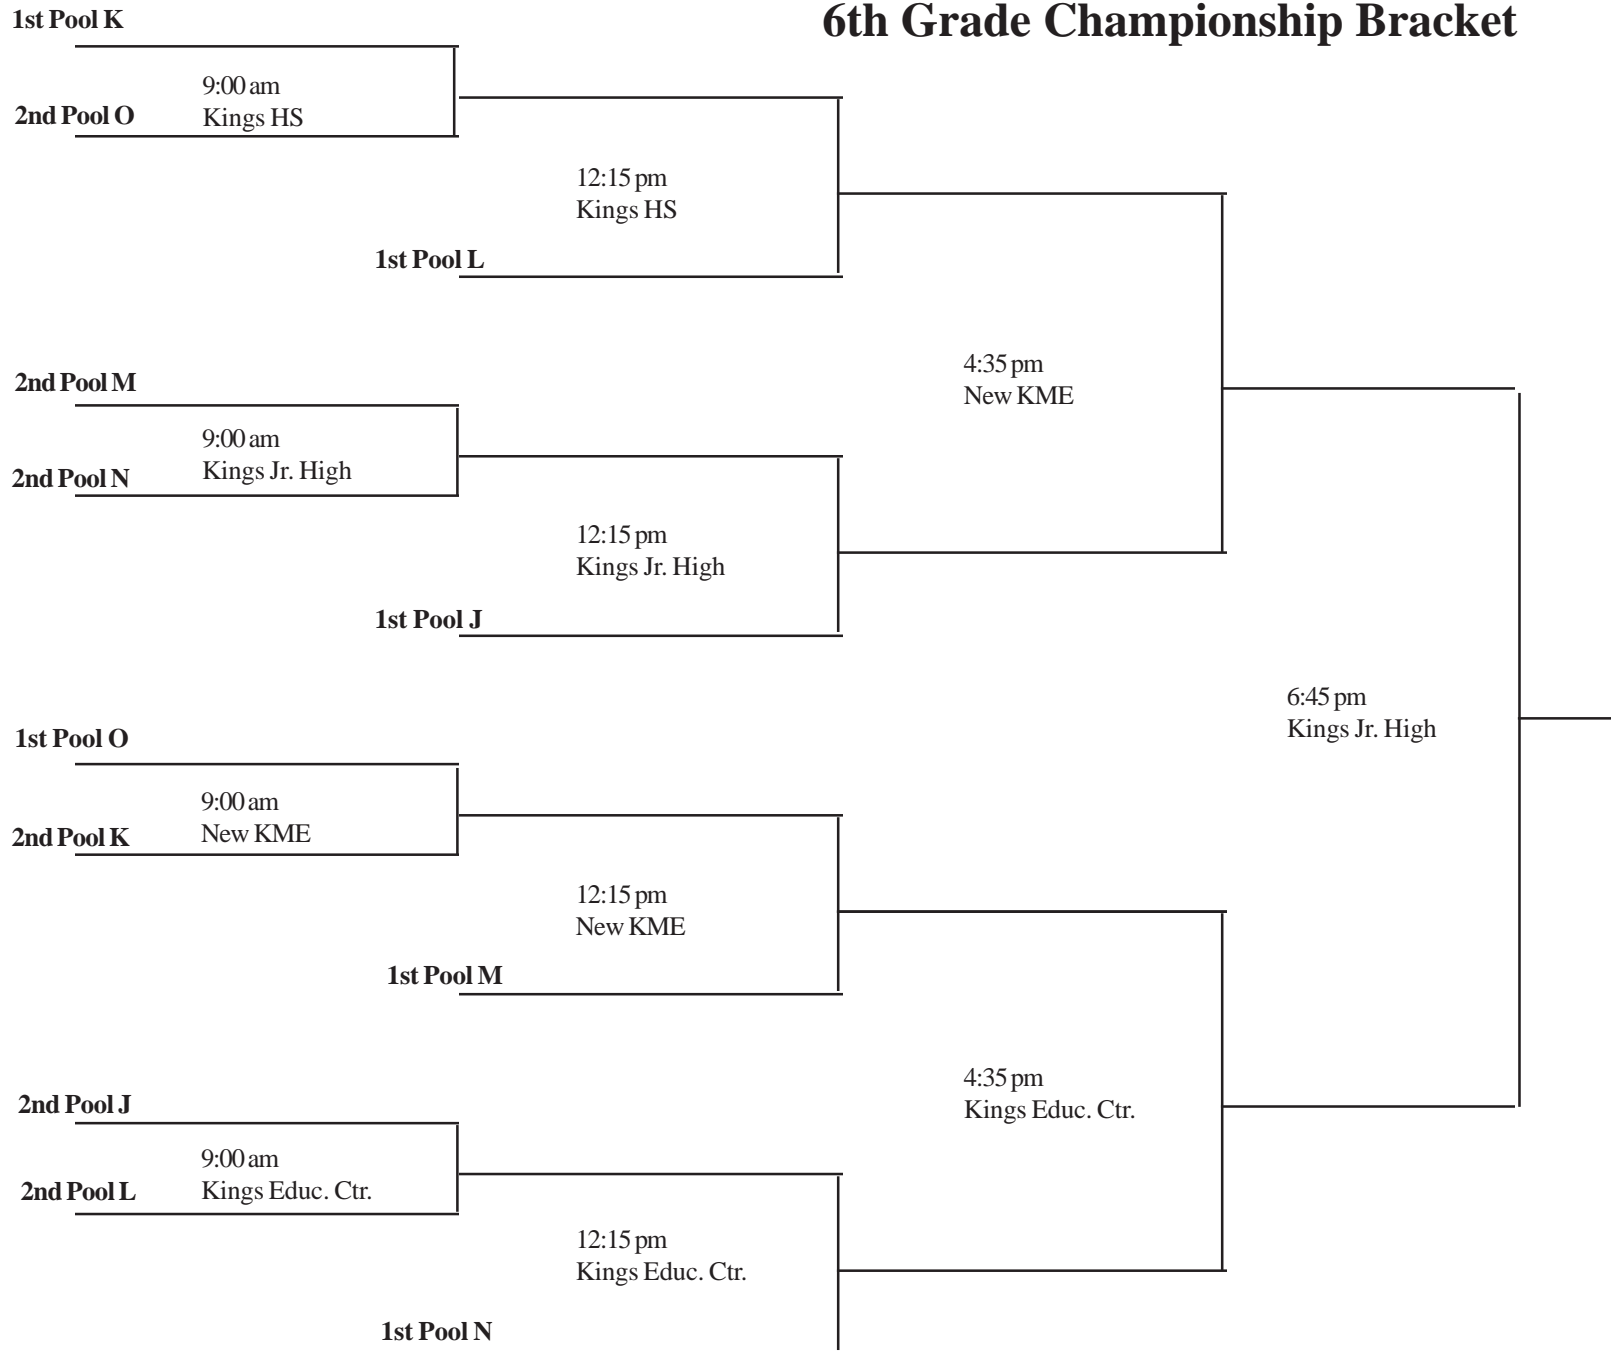 6th Grade Championship Bracket
1st Pool K
9:00 am
Kings HS
2nd Pool O
12:15 pm
Kings HS
1st Pool L
4:35 pm
New KME
2nd Pool M
9:00 am
Kings Jr. High
2nd Pool N
12:15 pm
Kings Jr. High
1st Pool J
6:45 pm
Kings Jr. High
1st Pool O
9:00 am
New KME
2nd Pool K
12:15 pm
New KME
1st Pool M
4:35 pm
Kings Educ. Ctr.
2nd Pool J
9:00 am
Kings Educ. Ctr.
2nd Pool L
12:15 pm
Kings Educ. Ctr.
1st Pool N